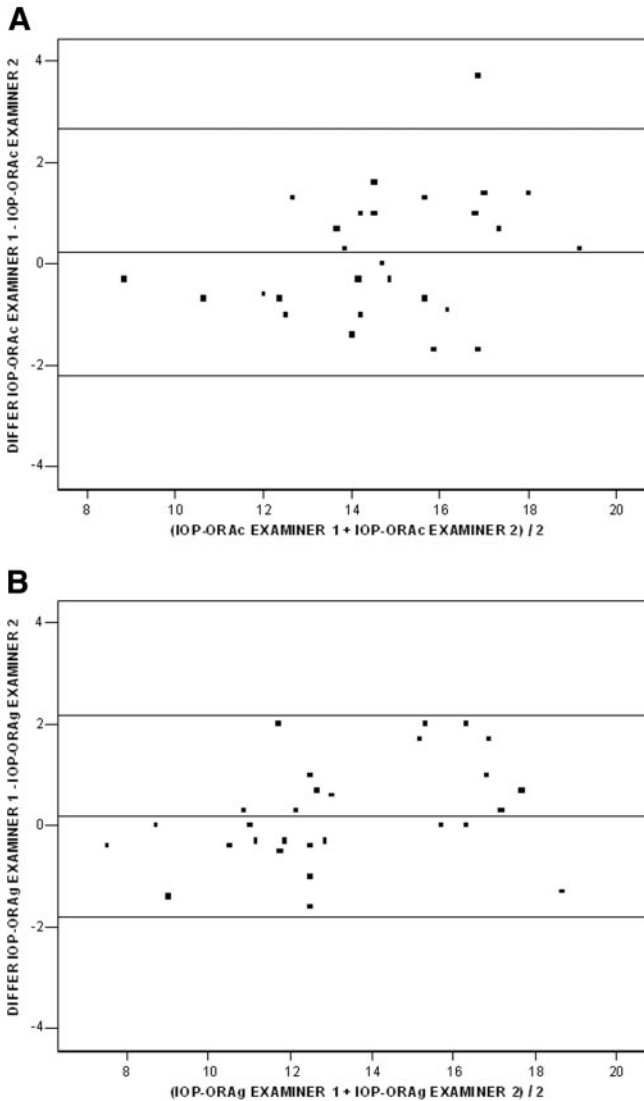 A
DIFFER IOP-ORAc EXAMINER 1 - IOP-ORAc EXAMINER 2
4
2
0
-2
-4
8 10 12 14 16 18 20
(IOP-ORAc EXAMINER 1 + IOP-ORAc EXAMINER 2) / 2
B
DIFFER IOP-ORAg EXAMINER 1 - IOP-ORAg EXAMINER 2
4
2
0
-2
-4
8 10 12 14 16 18 20
(IOP-ORAg EXAMINER 1 + IOP-ORAg EXAMINER 2) / 2